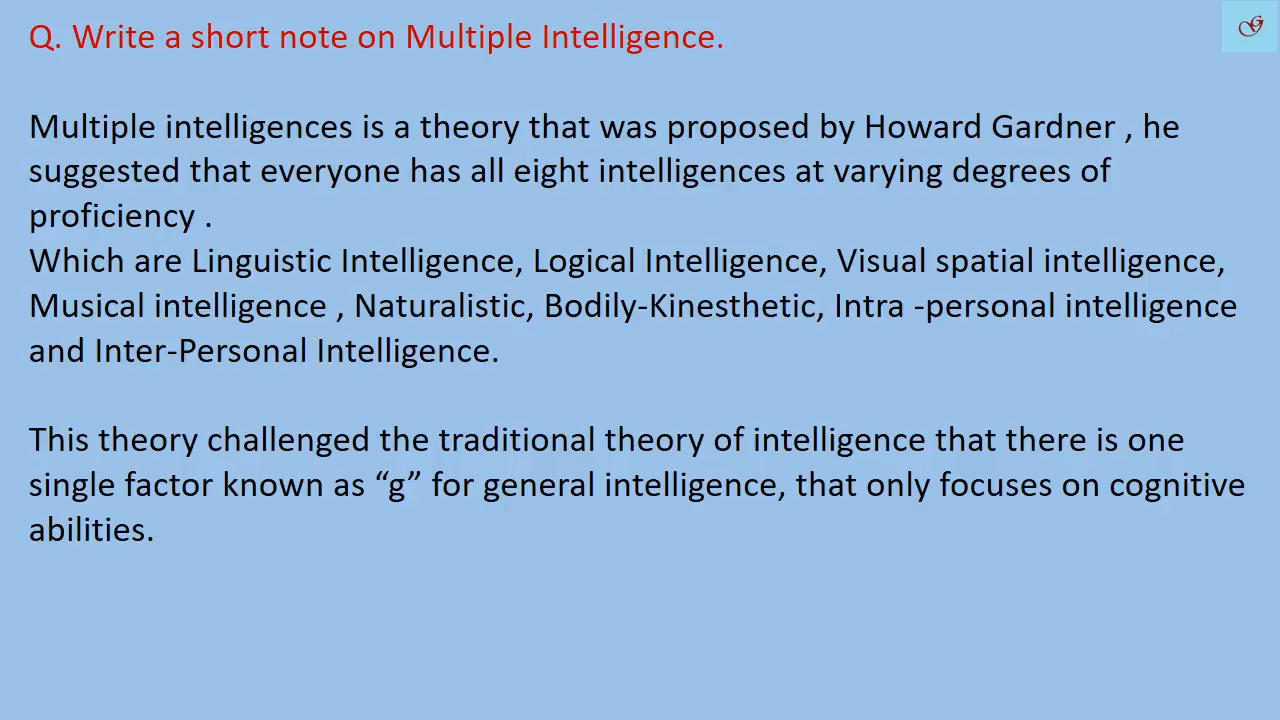 Q. Write a short note on Multiple Intelligence.
Multiple intelligences is a theory that was proposed by Howard Gardner , he
suggested that everyone has all eight intelligences at varying degrees of
proficiency .
Which are Linguistic Intelligence, Logical Intelligence, Visual spatial intelligence,
Musical intelligence , Naturalistic, Bodily-Kinesthetic, Intra -personal intelligence
and Inter-Personal Intelligence.
This theory challenged the traditional theory of intelligence that there is one
single factor known as “g” for general intelligence, that only focuses on cognitive
abilities.